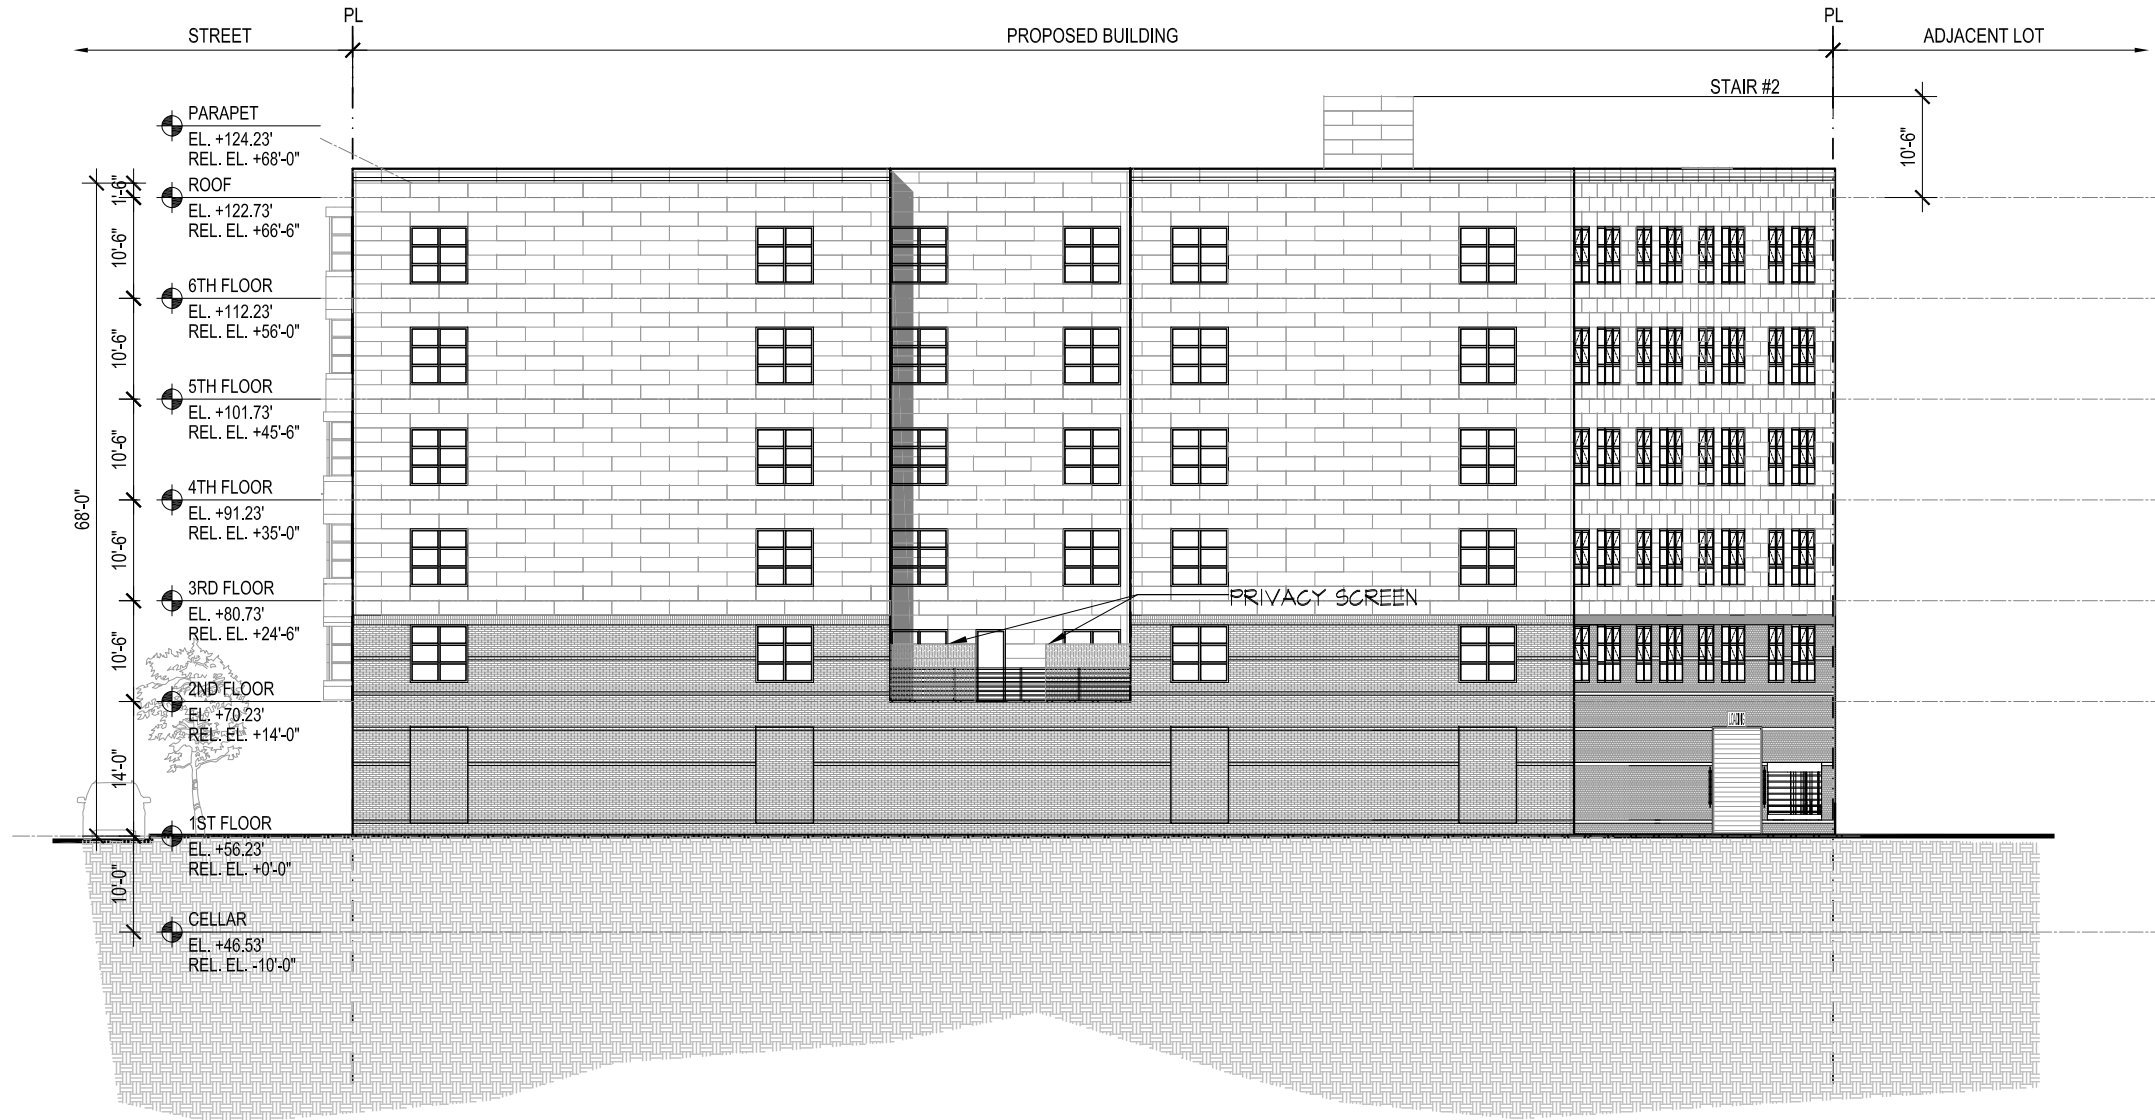 PL
PL
STREET
PROPOSED BUILDING
ADJACENT LOT
STAIR #2
10'-6"
PARAPET
EL. +124.23'
REL. EL. +68'-0"
1'-6"
ROOF
EL. +122.73'
REL. EL. +66'-6"
10'-6"
6TH FLOOR
EL. +112.23'
REL. EL. +56'-0"
10'-6"
5TH FLOOR
EL. +101.73'
REL. EL. +45'-6"
10'-6"
68'-0"
4TH FLOOR
EL. +91.23'
REL. EL. +35'-0"
10'-6"
3RD FLOOR
EL. +80.73'
REL. EL. +24'-6"
PRIVACY SCREEN
10'-6"
2ND FLOOR
EL. +70.23'
REL. EL. +14'-0"
LOADING
14'-0"
1ST FLOOR
EL. +56.23'
REL. EL. +0'-0"
10'-0"
CELLAR
EL. +46.53'
REL. EL. -10'-0"